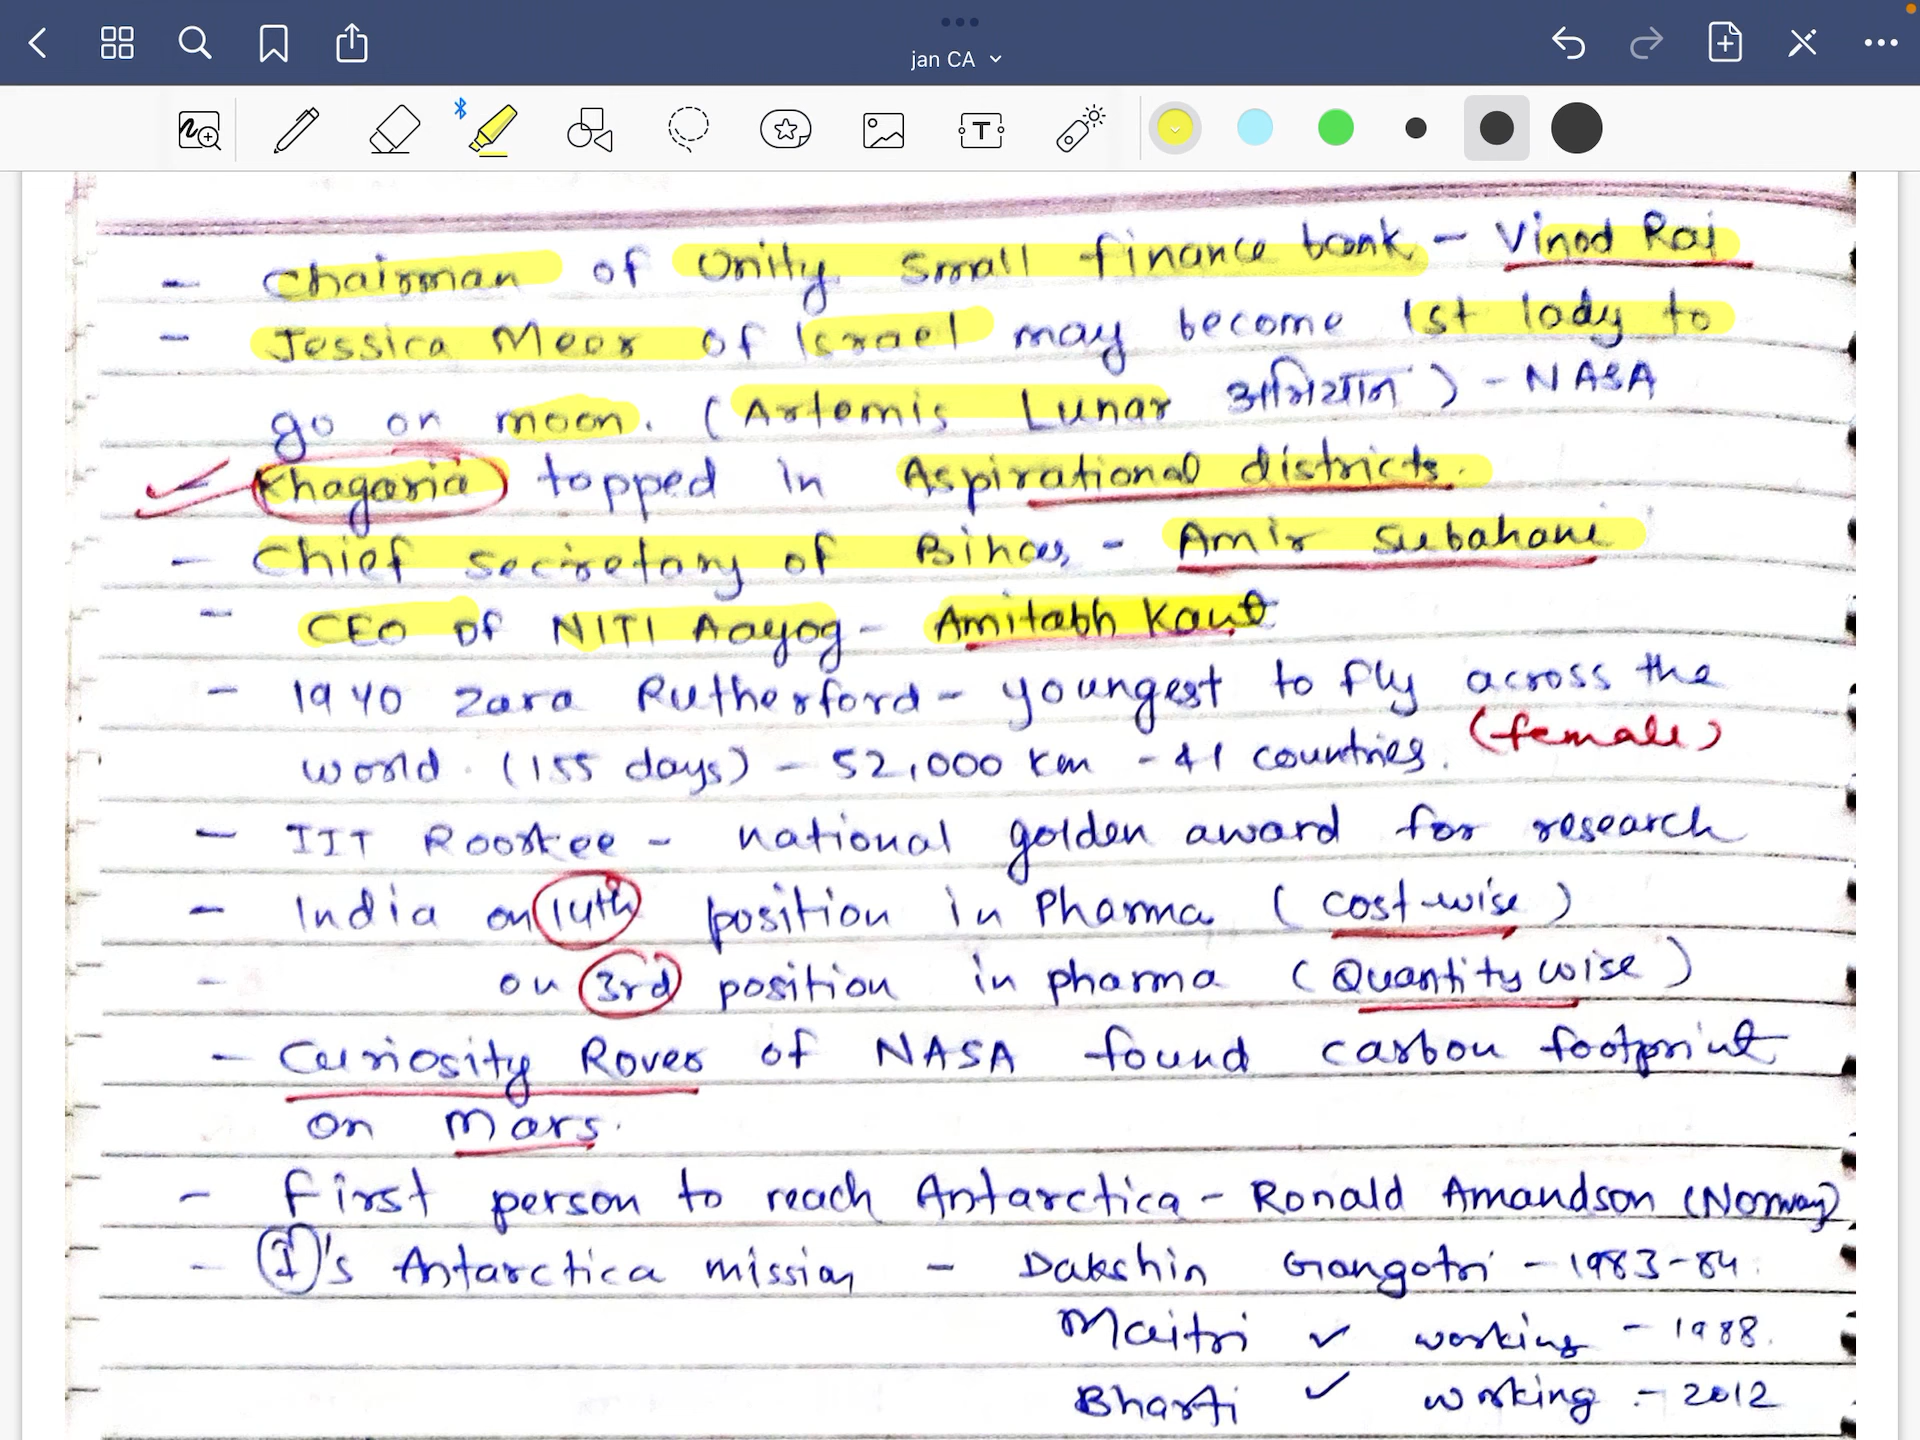 jan CA
- Chairman of Unity Small finance bank - Vinod Rai
- Jessica Meer of Israel may become 1st lady to
go on moon. (Artemis Lunar अभियान) - NASA
Khagaria topped in Aspirational districts.
- Chief Secretary of Bihar, - Amir Subahani
- CEO of NITI Aayog - Amitabh Kant
- 19 YO Zara Rutherford - youngest to fly across the
world. (155 days) - 52,000 km - 41 countries. (female)
- IIT Roorkee - national golden award for research
- India on 14th position in Pharma (cost-wise)
- on 3rd position in pharma (Quantity wise)
- Curiosity Rover of NASA found carbon footprint
on Mars.
- First person to reach Antarctica - Ronald Amandson (Norway)
- I's Antarctica mission - Dakshin Gangotri - 1983-84.
Maitri ✓ working - 1988.
Bharti ✓ working - 2012